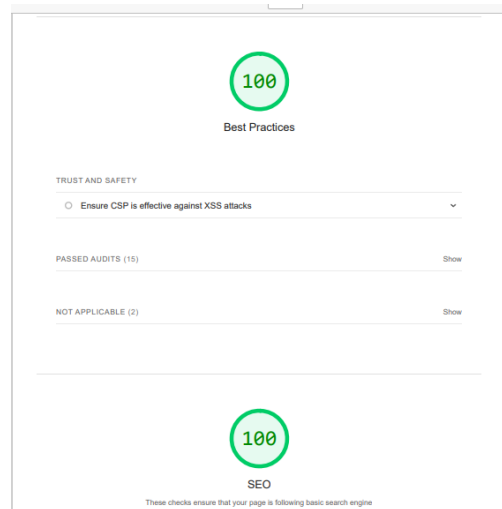 100
Best Practices
TRUST AND SAFETY
Ensure CSP is effective against XSS attacks
PASSED AUDITS (15) Show
NOT APPLICABLE (2) Show
100
SEO
These checks ensure that your page is following basic search engine